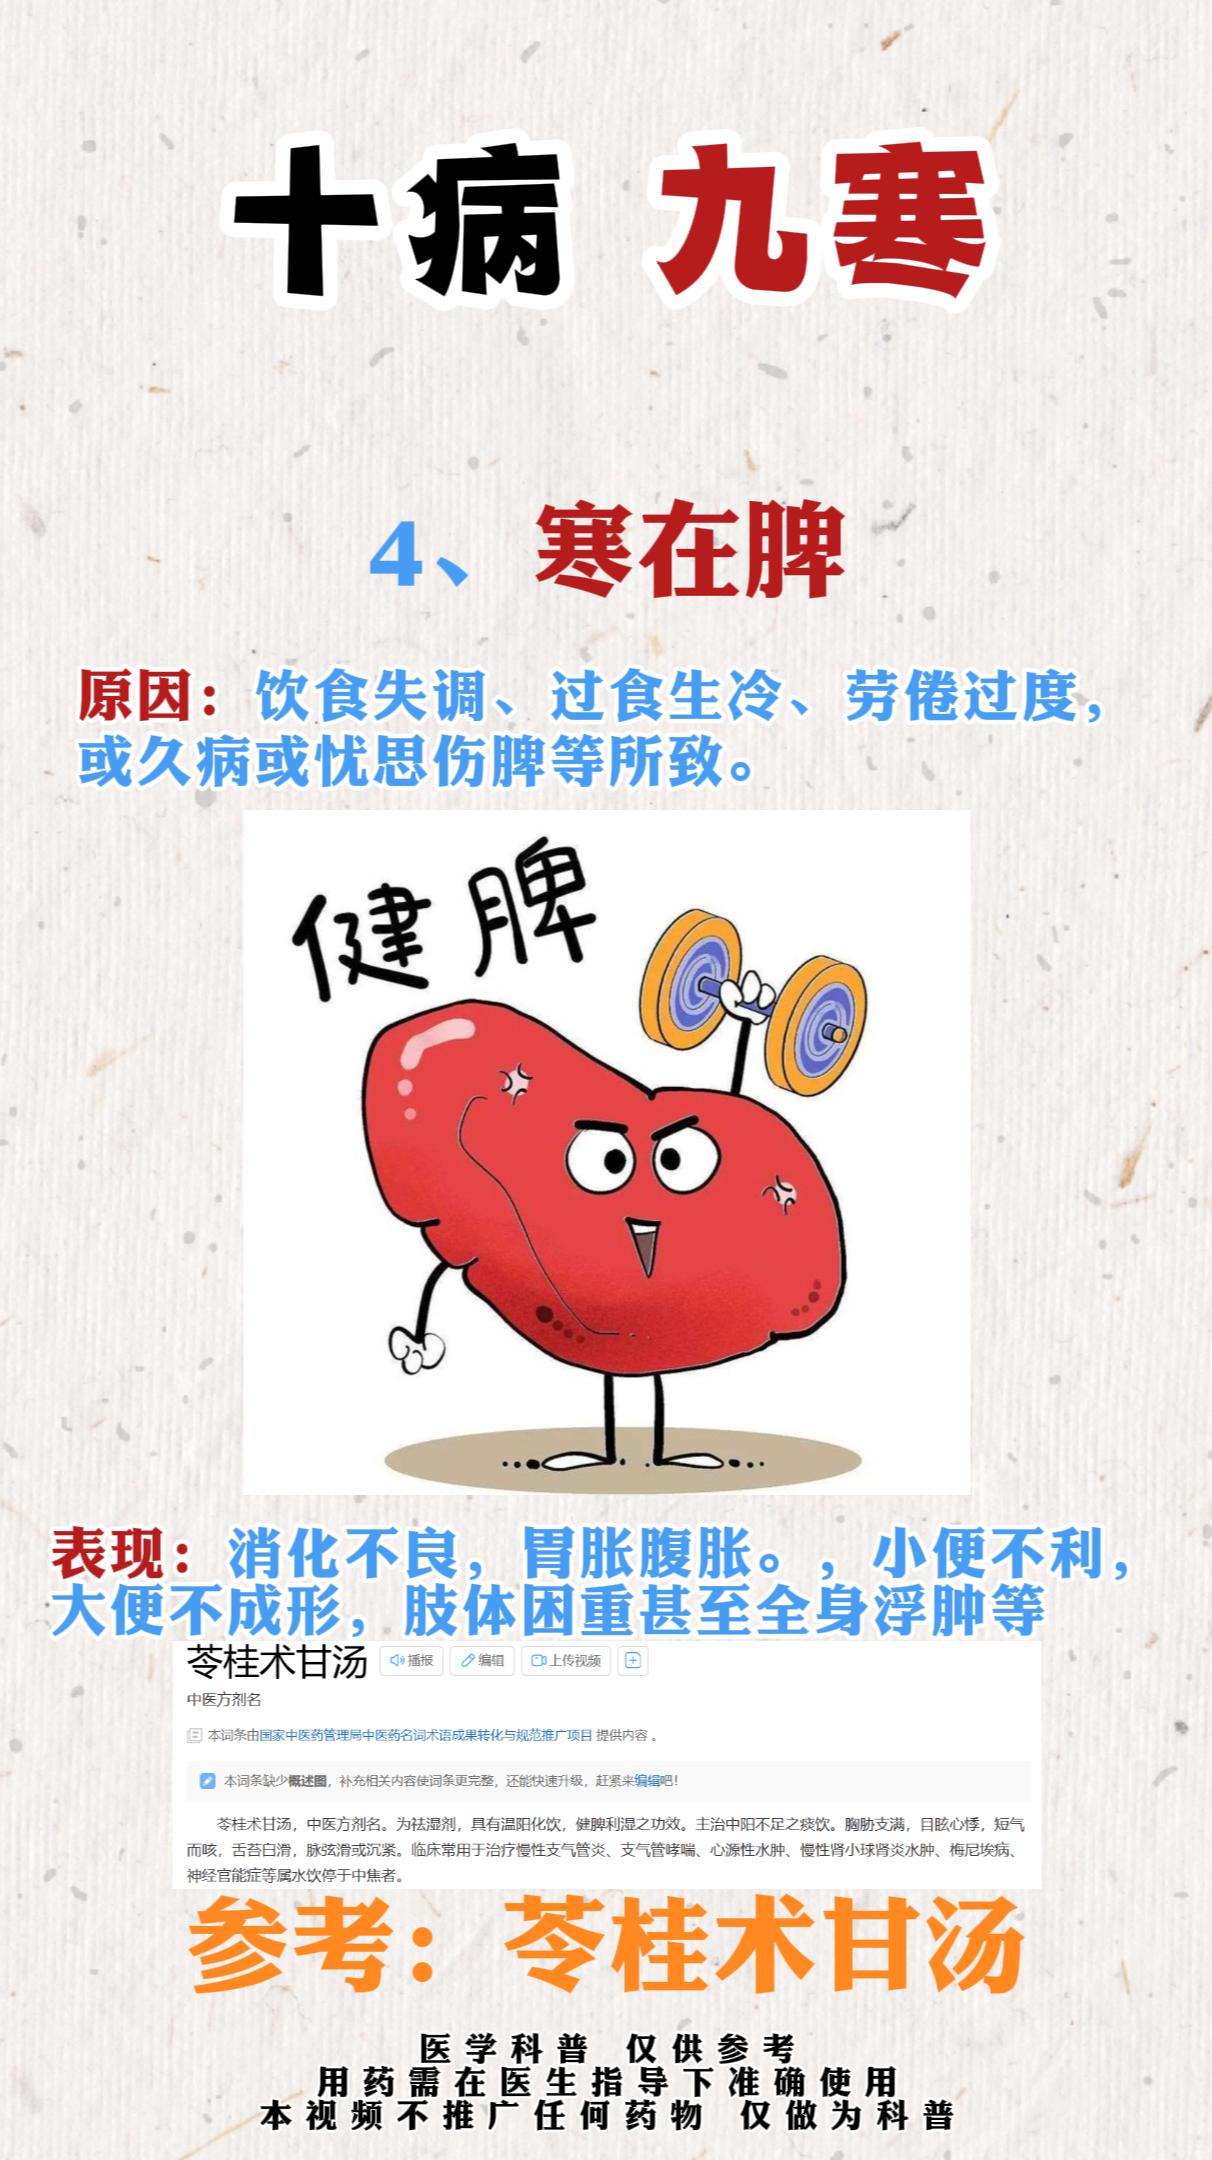 十病 九寒
4、寒在脾
原因：饮食失调、过食生冷、劳倦过度，
或久病或忧思伤脾等所致。
健脾
表现：消化不良，胃胀腹胀。，小便不利，
大便不成形，肢体困重甚至全身浮肿等
苓桂术甘汤 播报 编辑 上传视频
中医方剂名
本词条由国家中医药管理局中医药名词术语成果转化与规范推广项目 提供内容 。
本词条缺少概述图，补充相关内容使词条更完整，还能快速升级，赶紧来编辑吧！
苓桂术甘汤，中医方剂名。为祛湿剂，具有温阳化饮，健脾利湿之功效。主治中阳不足之痰饮。胸胁支满，目眩心悸，短气
而咳，舌苔白滑，脉弦滑或沉紧。临床常用于治疗慢性支气管炎、支气管哮喘、心源性水肿、慢性肾小球肾炎水肿、梅尼埃病、
神经官能症等属水饮停于中焦者。
参考：苓桂术甘汤
医学科普 仅供参考
用药需在医生指导下准确使用
本视频不推广任何药物 仅做为科普